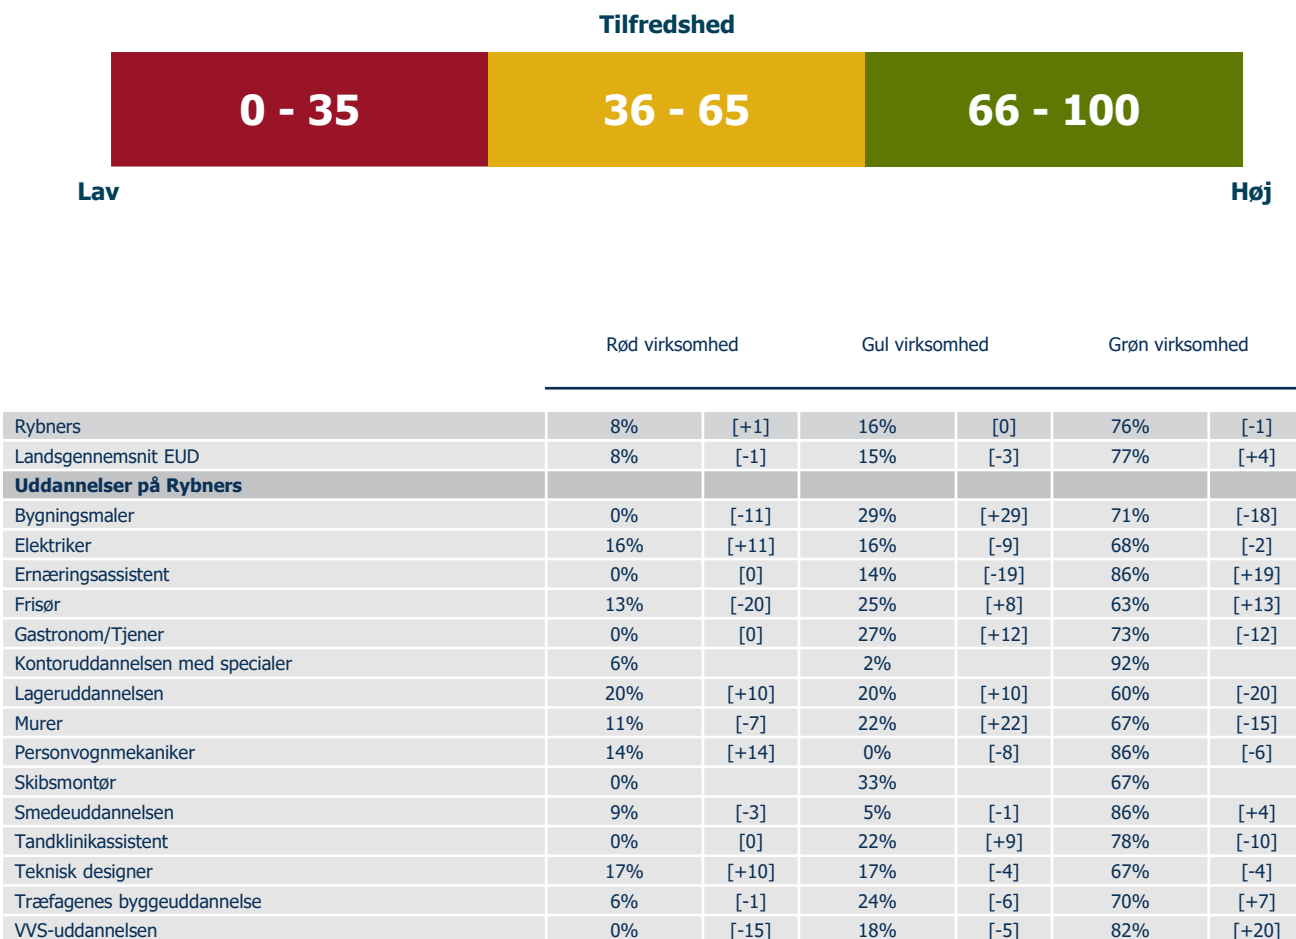 Tilfredshed
0 - 35 36 - 65 66 - 100
Lav Høj
Rød virksomhed Gul virksomhed Grøn virksomhed
Rybners 8% [+1] 16% [0] 76% [-1]
Landsgennemsnit EUD 8% [-1] 15% [-3] 77% [+4]
Uddannelser på Rybners
Bygningsmaler 0% [-11] 29% [+29] 71% [-18]
Elektriker 16% [+11] 16% [-9] 68% [-2]
Ernæringsassistent 0% [0] 14% [-19] 86% [+19]
Frisør 13% [-20] 25% [+8] 63% [+13]
Gastronom/Tjener 0% [0] 27% [+12] 73% [-12]
Kontoruddannelsen med specialer 6% 2% 92%
Lageruddannelsen 20% [+10] 20% [+10] 60% [-20]
Murer 11% [-7] 22% [+22] 67% [-15]
Personvognmekaniker 14% [+14] 0% [-8] 86% [-6]
Skibsmontør 0% 33% 67%
Smedeuddannelsen 9% [-3] 5% [-1] 86% [+4]
Tandklinikassistent 0% [0] 22% [+9] 78% [-10]
Teknisk designer 17% [+10] 17% [-4] 67% [-4]
Træfagenes byggeuddannelse 6% [-1] 24% [-6] 70% [+7]
VVS-uddannelsen 0% [-15] 18% [-5] 82% [+20]